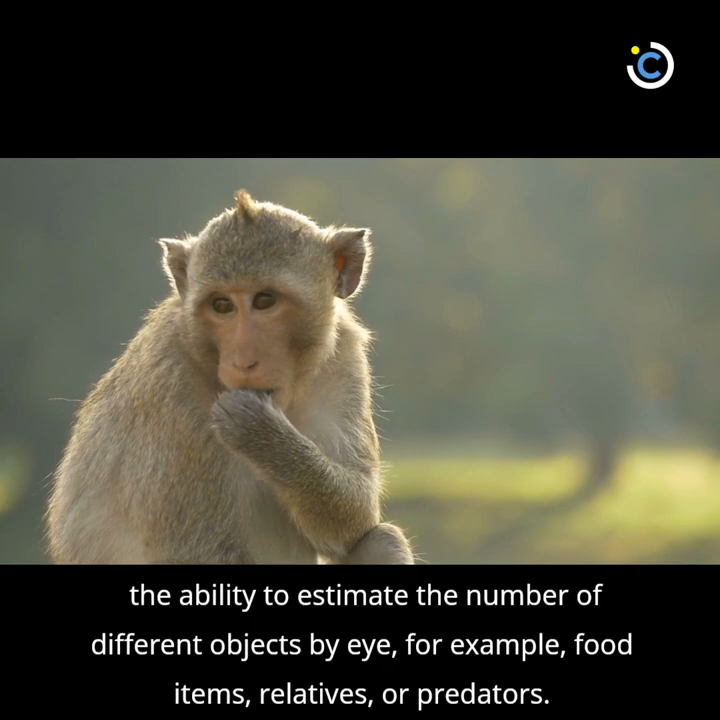 C
the ability to estimate the number of
different objects by eye, for example, food
items, relatives, or predators.